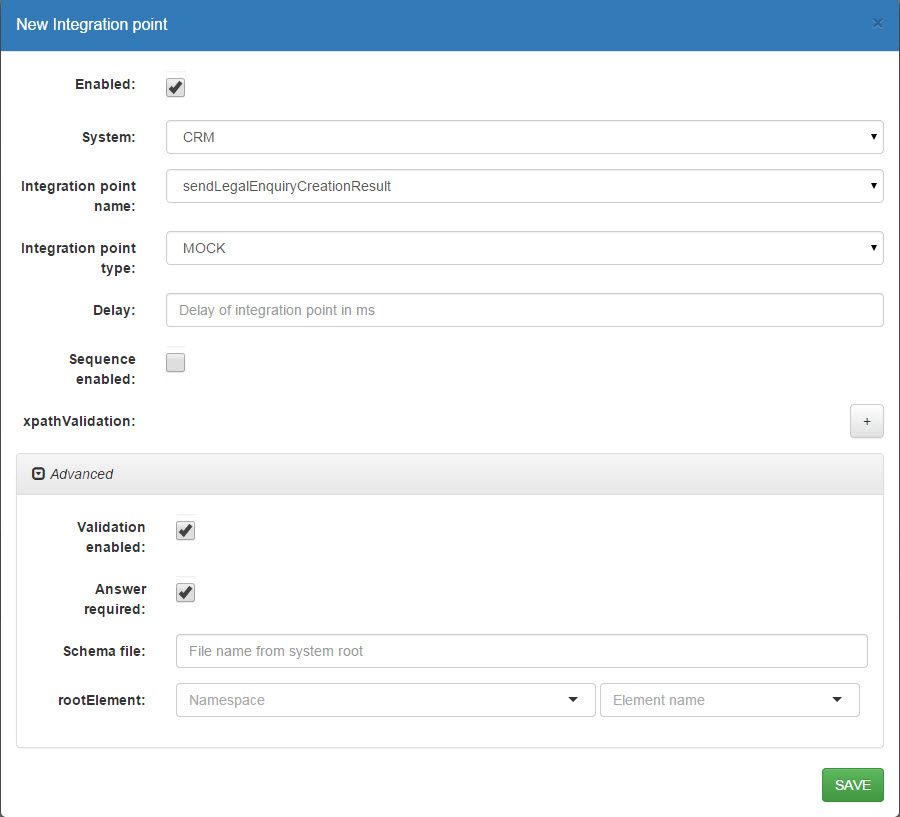 New Integration point ×
Enabled:
System: CRM
Integration point name: sendLegalEnquiryCreationResult
Integration point type: MOCK
Delay: Delay of integration point in ms
Sequence enabled:
xpathValidation: +
Advanced
Validation enabled:
Answer required:
Schema file: File name from system root
rootElement: Namespace Element name
SAVE